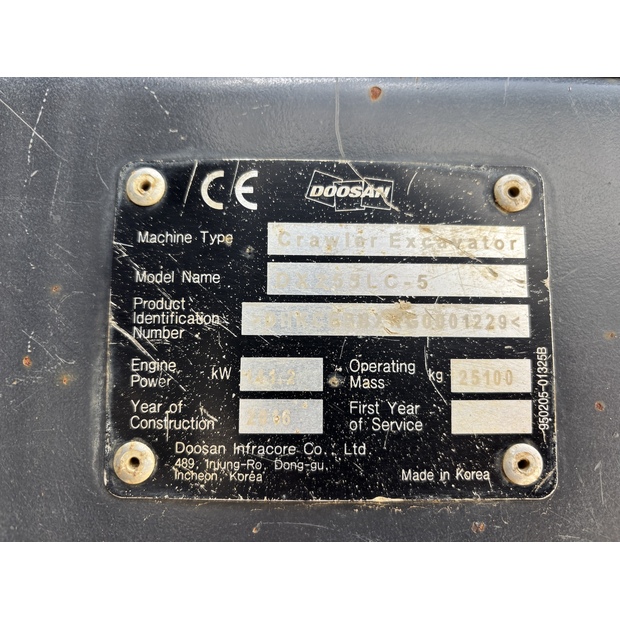 CE
DOOSAN
Machine Type Crawler Excavator
Model Name
Product
Identification
Number
Engine
Power kW
Operating
Mass kg 25100
Year of
Construction
First Year
of Service
Doosan Infracore Co., Ltd.
489, Injung-Ro, Dong-gu,
Incheon, Korea
Made in Korea
950205-01325B